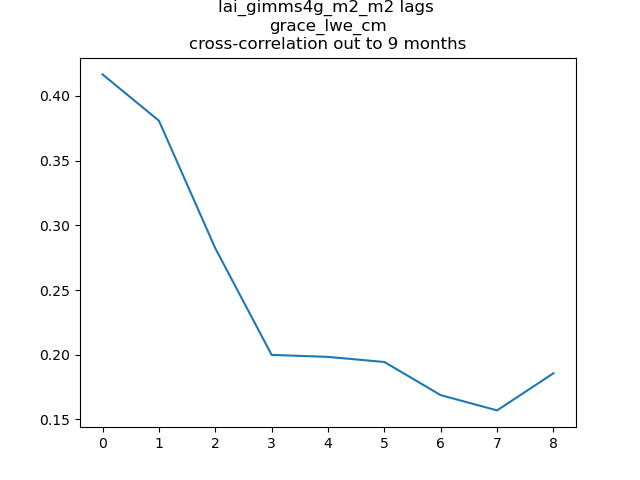 lai_gimms4g_m2_m2 lags
grace_lwe_cm
cross-correlation out to 9 months
0.40
0.35
0.30
0.25
0.20
0.15
0 1 2 3 4 5 6 7 8